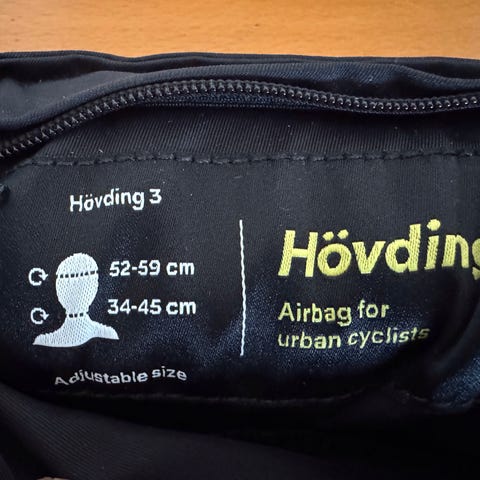 Hövding 3
52-59 cm
34-45 cm
Adjustable size
Hövding
Airbag for
urban cyclists